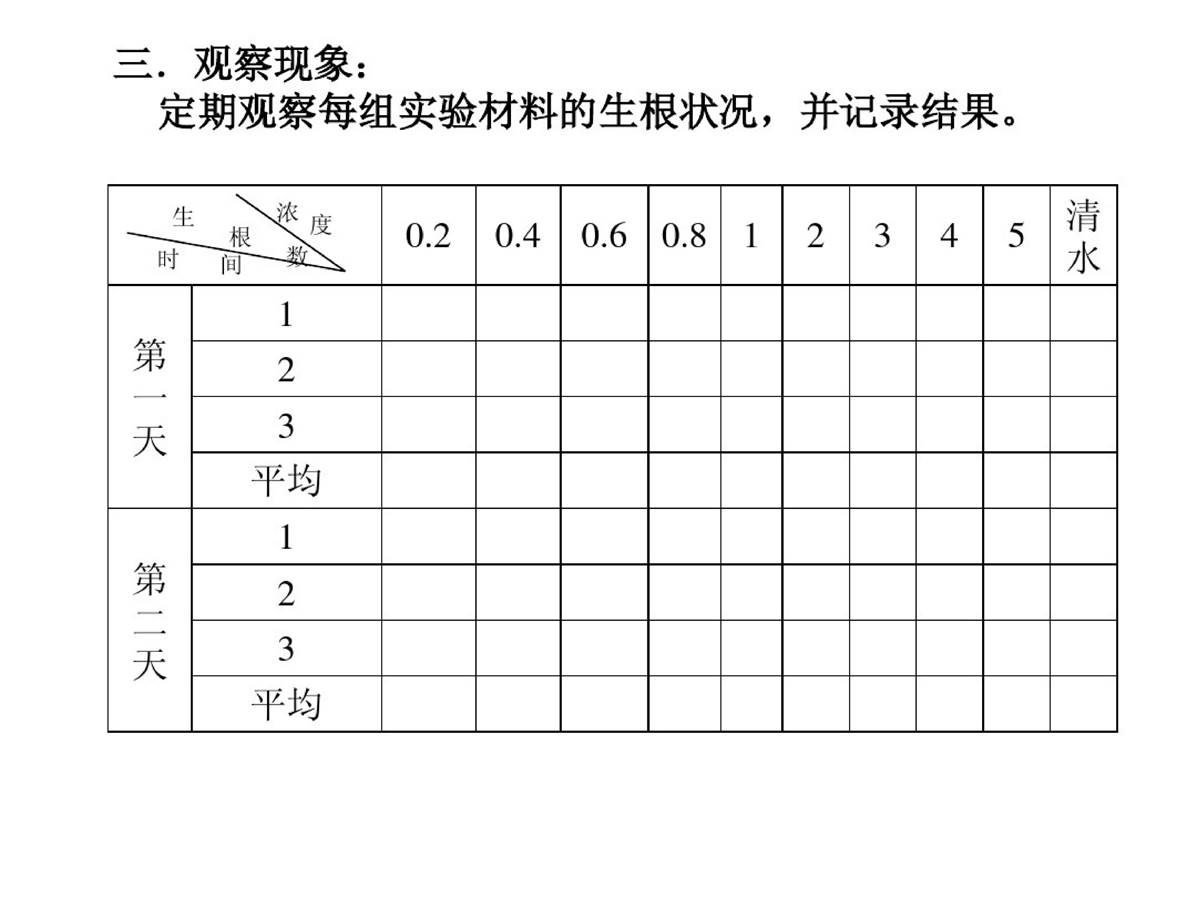 三．观察现象：
定期观察每组实验材料的生根状况，并记录结果。
浓度 生根数 时间 0.2 0.4 0.6 0.8 1 2 3 4 5 清水
第一天
1
2
3
平均
第二天
1
2
3
平均